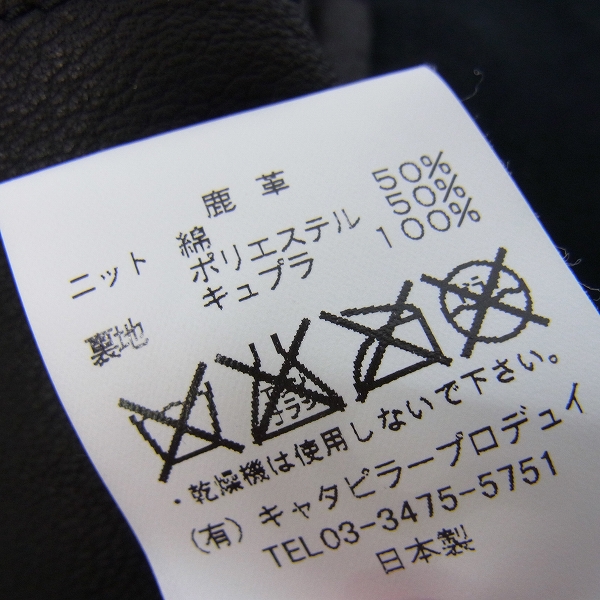 鹿 革
ニット 綿 50%
ポリエステル 50%
裏地 キュプラ 100%
・乾燥機は使用しないで下さい。
(有) キャタピラープロデュイ
TEL03-3475-5751
日本製